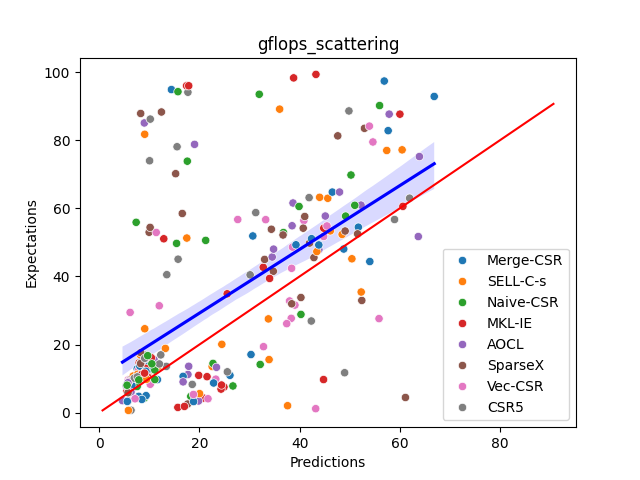 gflops_scattering
100
80
60
40
20
0
Expectations
0 20 40 60 80
Predictions
Merge-CSR
SELL-C-s
Naive-CSR
MKL-IE
AOCL
SparseX
Vec-CSR
CSR5